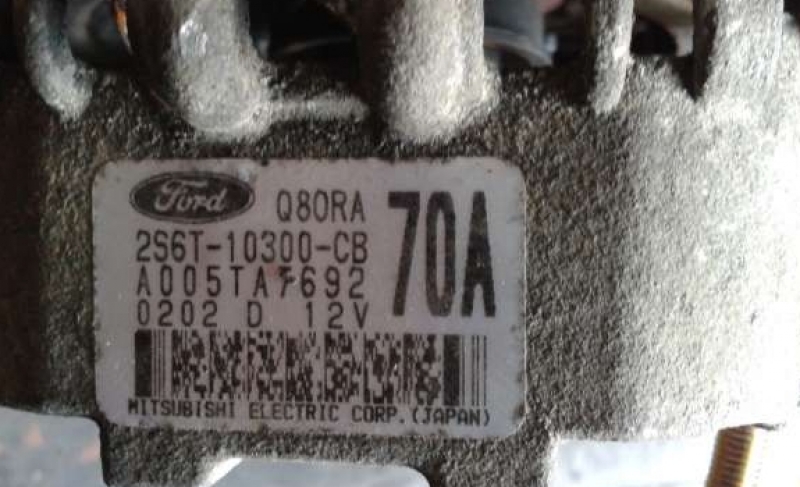 Ford Q80RA
2S6T-10300-CB 70A
A005TA7692
0202 D 12V
MITSUBISHI ELECTRIC CORP.(JAPAN)